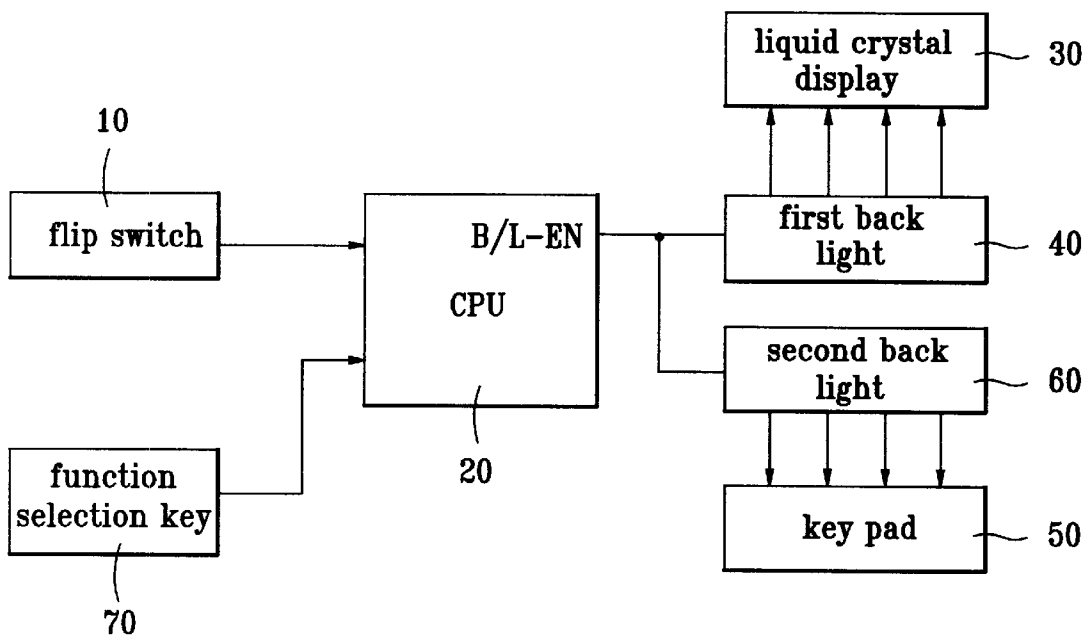 10
flip switch
function
selection key
70
B/L-EN
CPU
20
liquid crystal
display
30
first back
light
40
second back
light
60
key pad
50